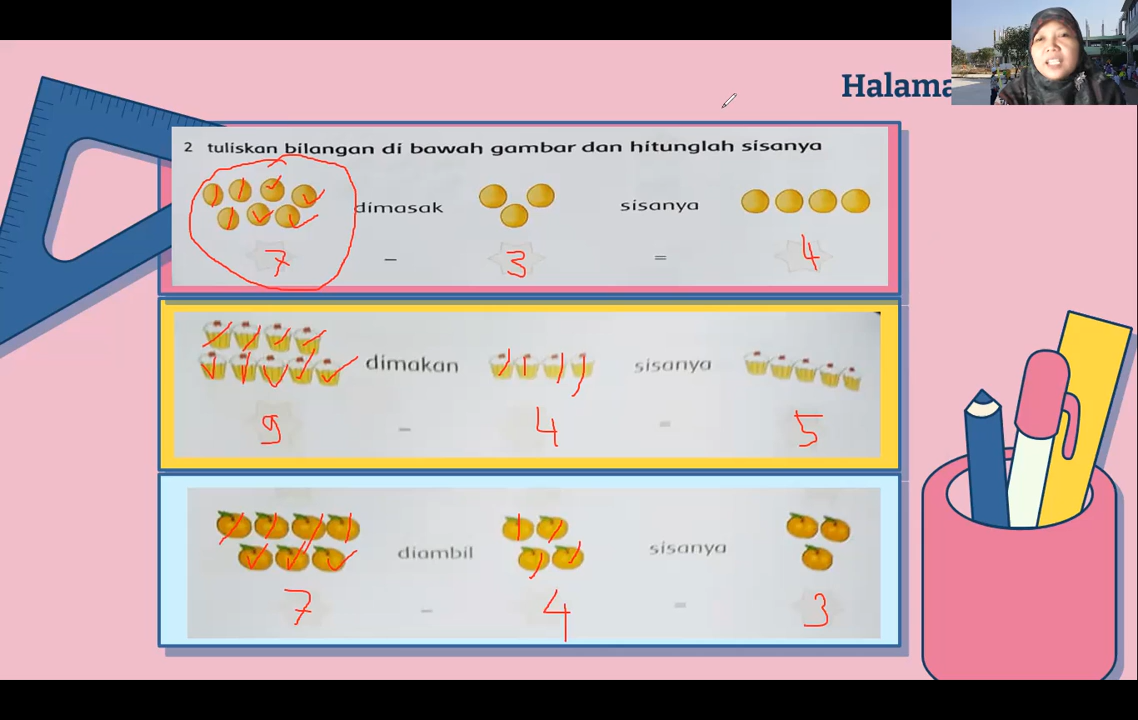 Halama
2 tuliskan bilangan di bawah gambar dan hitunglah sisanya
dimasak sisanya
7 - 3 = 4
dimakan sisanya
9 - 4 = 5
diambil sisanya
7 - 4 = 3